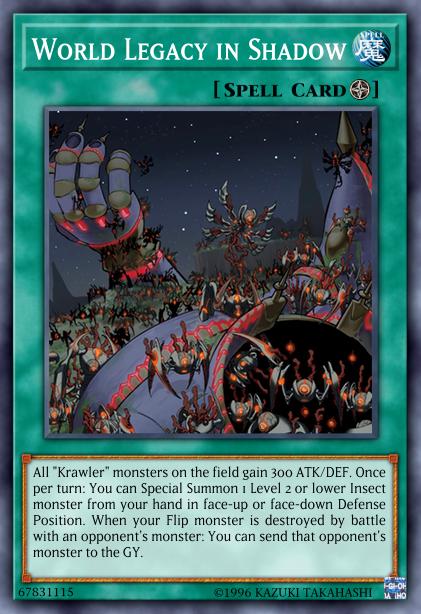 World Legacy in Shadow
SPELL
魔
[Spell Card]
All "Krawler" monsters on the field gain 300 ATK/DEF. Once
per turn: You can Special Summon 1 Level 2 or lower Insect
monster from your hand in face-up or face-down Defense
Position. When your Flip monster is destroyed by battle
with an opponent's monster: You can send that opponent's
monster to the GY.
67831115
©1996 KAZUKI TAKAHASHI